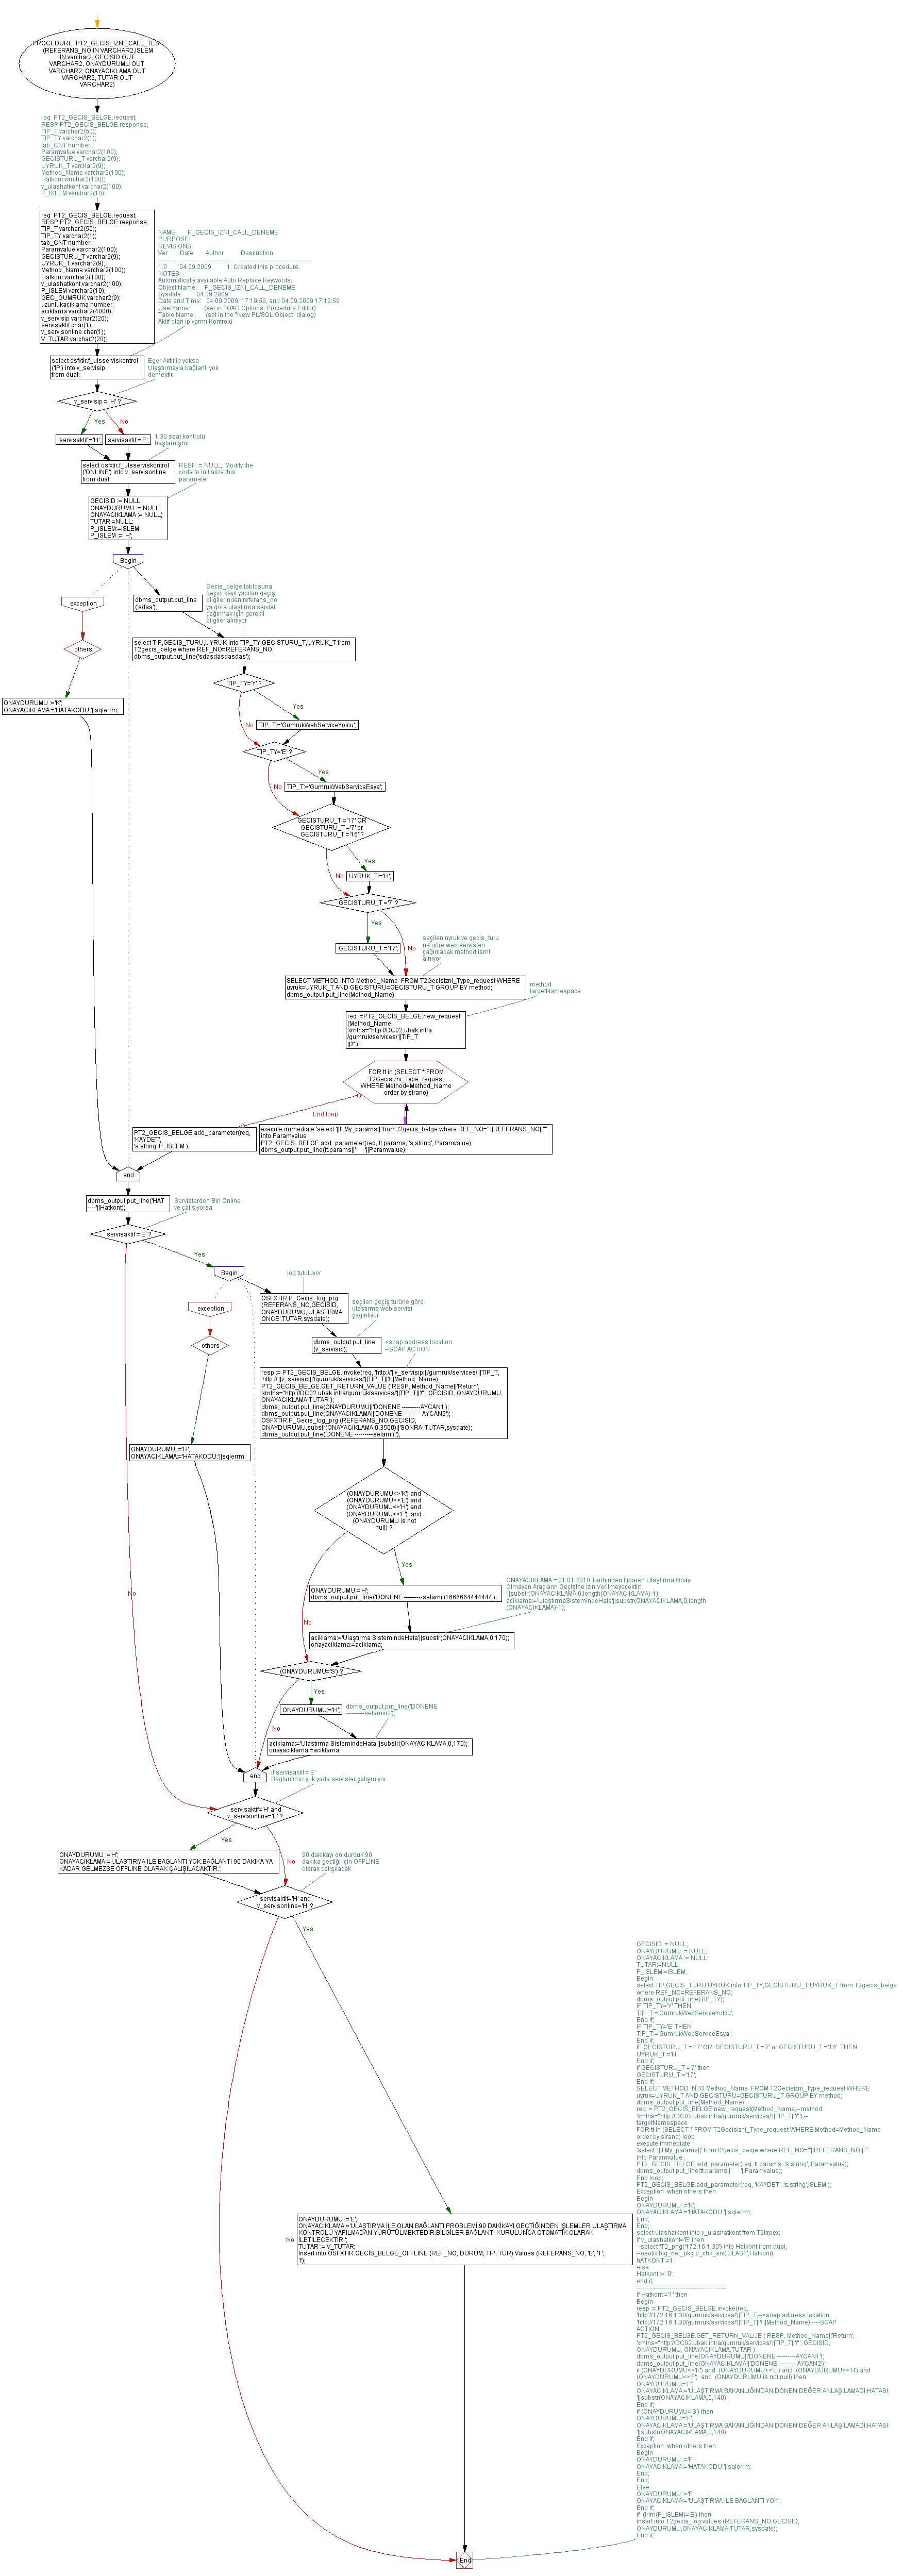 PROCEDURE PT2_GECIS_IZNI_CALL_TEST
(REFERANS_NO IN VARCHAR2,ISLEM
IN varchar2, GECISID OUT
VARCHAR2, ONAYDURUMU OUT
VARCHAR2, ONAYACIKLAMA OUT
VARCHAR2, TUTAR OUT
VARCHAR2)
req PT2_GECIS_BELGE.request;
RESP PT2_GECIS_BELGE.response;
TIP_T varchar2(50);
TIP_TY varchar2(1);
tab_CNT number;
Paramvalue varchar2(100);
GECISTURU_T varchar2(9);
UYRUK_T varchar2(9);
Method_Name varchar2(100);
Hatkont varchar2(100);
v_ulashatkont varchar2(100);
P_ISLEM varchar2(10);
req PT2_GECIS_BELGE.request;
RESP PT2_GECIS_BELGE.response;
TIP_T varchar2(50);
TIP_TY varchar2(1);
tab_CNT number;
Paramvalue varchar2(100);
GECISTURU_T varchar2(9);
UYRUK_T varchar2(9);
Method_Name varchar2(100);
Hatkont varchar2(100);
v_ulashatkont varchar2(100);
P_ISLEM varchar2(10);
GEC_GUMRUK varchar2(9);
uzunlukaciklama number;
aciklama varchar2(4000);
v_servisip varchar2(20);
servisaktif char(1);
v_servisonline char(1);
V_TUTAR varchar2(20);
NAME: P_GECIS_IZNI_CALL_DENEME
PURPOSE:
REVISIONS:
Ver Date Author Description
--------- ---------- --------------- ------------------------------------
1.0 04.09.2009 1. Created this procedure.
NOTES:
Automatically available Auto Replace Keywords:
Object Name: P_GECIS_IZNI_CALL_DENEME
Sysdate: 04.09.2009
Date and Time: 04.09.2009, 17:19:59, and 04.09.2009 17:19:59
Username: (set in TOAD Options, Procedure Editor)
Table Name: (set in the "New PL/SQL Object" dialog)
Aktif olan ip varmı Kontrolü
select osfxtir.f_ulsserviskontrol
('IP') into v_servisip
from dual;
Eger Aktif ip yoksa
Ulaştırmayla bağlantı yok
demektir.
v_servisip = 'H' ?
Yes
No
servisaktif='H';
servisaktif='E';
1:30 saat kontrolü
başlamışmı
select osfxtir.f_ulsserviskontrol
('ONLINE') into v_servisonline
from dual;
RESP := NULL; Modify the
code to initialize this
parameter
GECISID := NULL;
ONAYDURUMU := NULL;
ONAYACIKLAMA := NULL;
TUTAR:=NULL;
P_ISLEM:=ISLEM;
P_ISLEM := 'H';
Begin
exception
dbms_output.put_line
('sdas');
Gecis_belge tablosuna
geçici kayıt yapılan geçiş
bilgilerinden referans_no
ya göre ulaştırma servisi
çağırmak için gerekli
bilgiler alınıyor
others
select TIP,GECIS_TURU,UYRUK into TIP_TY,GECISTURU_T,UYRUK_T from
T2gecis_belge where REF_NO=REFERANS_NO;
dbms_output.put_line('sdasdasdasdas');
TIP_TY='Y' ?
ONAYDURUMU :='K';
ONAYACIKLAMA:='HATAKODU:'||sqlerrm;
Yes
No
TIP_T:='GumrukWebServiceYolcu';
TIP_TY='E' ?
Yes
No
TIP_T:='GumrukWebServiceEsya';
GECISTURU_T ='17' OR
GECISTURU_T ='7' or
GECISTURU_T ='16' ?
Yes
No
UYRUK_T:='H';
GECISTURU_T ='7' ?
Yes
No
GECISTURU_T:='17';
seçilen uyruk ve gecis_turu
ne göre web servisten
çağırılacak method ismi
alınıyor
SELECT METHOD INTO Method_Name FROM T2Gecisizni_Type_request WHERE
uyruk=UYRUK_T AND GECISTURU=GECISTURU_T GROUP BY method;
dbms_output.put_line(Method_Name);
method
targetNamespace
req :=PT2_GECIS_BELGE.new_request
(Method_Name,
'xmlns="http://DC02.ubak.intra
/gumruk/services/'||TIP_T
||'/"');
FOR tt in (SELECT * FROM
T2Gecisizni_Type_request
WHERE Method=Method_Name
order by sirano)
End loop
PT2_GECIS_BELGE.add_parameter(req,
'KAYDET',
's:string',P_ISLEM );
execute immediate 'select '||tt.My_params||' from t2gecis_belge where REF_NO='''||REFERANS_NO||''''
into Paramvalue ;
PT2_GECIS_BELGE.add_parameter(req, tt.params, 's:string', Paramvalue);
dbms_output.put_line(tt.params||' '||Paramvalue);
end
dbms_output.put_line('HAT
----'||Hatkont);
Servislerden Biri Online
ve çalışıyorsa
servisaktif ='E' ?
Yes
No
Begin
log tutuluyor
exception
OSFXTIR.P_Gecis_log_prg
(REFERANS_NO,GECISID,
ONAYDURUMU,'ULASTIRMA
ONCE',TUTAR,sysdate);
seçilen geçiş türüne göre
ulaştırma web servisi
çağırılıyor
others
dbms_output.put_line
(v_servisip);
<soap:address location
--SOAP ACTION
resp := PT2_GECIS_BELGE.invoke(req, 'http://'||v_servisip||'/gumruk/services/'||TIP_T,
'http://'||v_servisip||'/gumruk/services/'||TIP_T||'/'||Method_Name);
PT2_GECIS_BELGE.GET_RETURN_VALUE ( RESP, Method_Name||'Return',
'xmlns="http://DC02.ubak.intra/gumruk/services/'||TIP_T||'/"', GECISID, ONAYDURUMU,
ONAYACIKLAMA,TUTAR );
dbms_output.put_line(ONAYDURUMU||'DONENE ---------AYCAN1');
dbms_output.put_line(ONAYACIKLAMA||'DONENE ---------AYCAN2');
OSFXTIR.P_Gecis_log_prg (REFERANS_NO,GECISID,
ONAYDURUMU,substr(ONAYACIKLAMA,0,3500)||'SONRA',TUTAR,sysdate);
dbms_output.put_line('DONENE ---------selamiii');
ONAYDURUMU :='H';
ONAYACIKLAMA:='HATAKODU:'||sqlerrm;
(ONAYDURUMU<>'K') and
(ONAYDURUMU<>'E') and
(ONAYDURUMU<>'H') and
(ONAYDURUMU<>'F') and
(ONAYDURUMU is not
null) ?
Yes
No
ONAYDURUMU:='H';
dbms_output.put_line('DONENE ---------selamiii1666664444444');
ONAYACIKLAMA:='01.01.2010 Tarihinden İtibaren Ulaştırma Onayı
Olmayan Araçların Geçişine İzin Verilmeyecektir.
'||substr(ONAYACIKLAMA,0,length(ONAYACIKLAMA)-1);
aciklama:='UlaştırmaSistemindeHata'||substr(ONAYACIKLAMA,0,length
(ONAYACIKLAMA)-1);
aciklama:='Ulaştırma SistemindeHata'||substr(ONAYACIKLAMA,0,170);
onayaciklama:=aciklama;
(ONAYDURUMU='S') ?
Yes
No
ONAYDURUMU:='H';
dbms_output.put_line('DONENE
---------selamiii2');
aciklama:='Ulaştırma SistemindeHata'||substr(ONAYACIKLAMA,0,170);
onayaciklama:=aciklama;
end
if servisaktif ='E'
Baglantımız yok yada servisler çalışmıyor
servisaktif='H' and
v_servisonline='E' ?
Yes
No
ONAYDURUMU :='H';
ONAYACIKLAMA:='ULASTIRMA ILE BAGLANTI YOK.BAĞLANTI 90 DAKIKA YA
KADAR GELMEZSE OFFLINE OLARAK ÇALIŞILACAKTIR.';
90 dakikayı doldurduk.90
dakika geçtiği için OFFLINE
olarak calışılacak
servisaktif='H' and
v_servisonline='H' ?
Yes
No
ONAYDURUMU :='E';
ONAYACIKLAMA:='ULAŞTIRMA İLE OLAN BAĞLANTI PROBLEMİ 90 DAKİKAYI GEÇTİĞİNDEN İŞLEMLER ULAŞTIRMA
KONTROLÜ YAPILMADAN YÜRÜTÜLMEKTEDİR.BİLGİLER BAĞLANTI KURULUNCA OTOMATİK OLARAK
İLETİLECEKTİR.';
TUTAR := V_TUTAR;
Insert into OSFXTIR.GECIS_BELGE_OFFLINE (REF_NO, DURUM, TIP, TUR) Values (REFERANS_NO, 'E', 'T',
'I');
GECISID := NULL;
ONAYDURUMU := NULL;
ONAYACIKLAMA := NULL;
TUTAR:=NULL;
P_ISLEM:=ISLEM;
Begin
select TIP,GECIS_TURU,UYRUK into TIP_TY,GECISTURU_T,UYRUK_T from T2gecis_belge
where REF_NO=REFERANS_NO;
dbms_output.put_line(TIP_TY);
IF TIP_TY='Y' THEN
TIP_T:='GumrukWebServiceYolcu';
End if;
IF TIP_TY='E' THEN
TIP_T:='GumrukWebServiceEsya';
End if;
IF GECISTURU_T ='17' OR GECISTURU_T ='7' or GECISTURU_T ='16' THEN
UYRUK_T:='H';
End if;
if GECISTURU_T ='7' then
GECISTURU_T:='17';
End if;
SELECT METHOD INTO Method_Name FROM T2Gecisizni_Type_request WHERE
uyruk=UYRUK_T AND GECISTURU=GECISTURU_T GROUP BY method;
dbms_output.put_line(Method_Name);
req := PT2_GECIS_BELGE.new_request(Method_Name,--method
'xmlns="http://DC02.ubak.intra/gumruk/services/'||TIP_T||'/"');--
targetNamespace
FOR tt in (SELECT * FROM T2Gecisizni_Type_request WHERE Method=Method_Name
order by sirano) loop
execute immediate
'select '||tt.My_params||' from t2gecis_belge where REF_NO='''||REFERANS_NO||''''
into Paramvalue ;
PT2_GECIS_BELGE.add_parameter(req, tt.params, 's:string', Paramvalue);
dbms_output.put_line(tt.params||' '||Paramvalue);
End loop;
PT2_GECIS_BELGE.add_parameter(req, 'KAYDET', 's:string',ISLEM );
Exception when others then
Begin
ONAYDURUMU :='K';
ONAYACIKLAMA:='HATAKODU:'||sqlerrm;
End;
End;
select ulashatkont into v_ulashatkont from T2tirpex;
if v_ulashatkont='E' then
--select fT2_png('172.16.1.30') into Hatkont from dual;
--osofix.blg_net_pkg.p_chk_srv('ULAS1',Hatkont);
hATKONT:=1;
else
Hatkont := '0';
end if;
---------------------------------------------
if Hatkont ='1' then
Begin
resp := PT2_GECIS_BELGE.invoke(req,
'http://172.16.1.30/gumruk/services/'||TIP_T,--<soap:address location
'http://172.16.1.30/gumruk/services/'||TIP_T||'/'||Method_Name);----SOAP
ACTION
PT2_GECIS_BELGE.GET_RETURN_VALUE ( RESP, Method_Name||'Return',
'xmlns="http://DC02.ubak.intra/gumruk/services/'||TIP_T||'/"', GECISID,
ONAYDURUMU, ONAYACIKLAMA,TUTAR );
dbms_output.put_line(ONAYDURUMU||'DONENE ---------AYCAN1');
dbms_output.put_line(ONAYACIKLAMA||'DONENE ---------AYCAN2');
if (ONAYDURUMU<>'K') and (ONAYDURUMU<>'E') and (ONAYDURUMU<>'H') and
(ONAYDURUMU<>'F') and (ONAYDURUMU is not null) then
ONAYDURUMU:='F';
ONAYACIKLAMA:='ULAŞTIRMA BAKANLIĞINDAN DÖNEN DEĞER ANLAŞILAMADI.HATASI:
'||substr(ONAYACIKLAMA,0,140);
End if;
if (ONAYDURUMU='S') then
ONAYDURUMU:='F';
ONAYACIKLAMA:='ULAŞTIRMA BAKANLIĞINDAN DÖNEN DEĞER ANLAŞILAMADI.HATASI:
'||substr(ONAYACIKLAMA,0,140);
End if;
Exception when others then
Begin
ONAYDURUMU :='F';
ONAYACIKLAMA:='HATAKODU:'||sqlerrm;
End;
End;
Else
ONAYDURUMU :='F';
ONAYACIKLAMA:='ULAŞTIRMA ILE BAGLANTI YOK';
End if;
if (trim(P_ISLEM)='E') then
insert into T2gecis_log values (REFERANS_NO,GECISID,
ONAYDURUMU,ONAYACIKLAMA,TUTAR,sysdate);
End if;
End